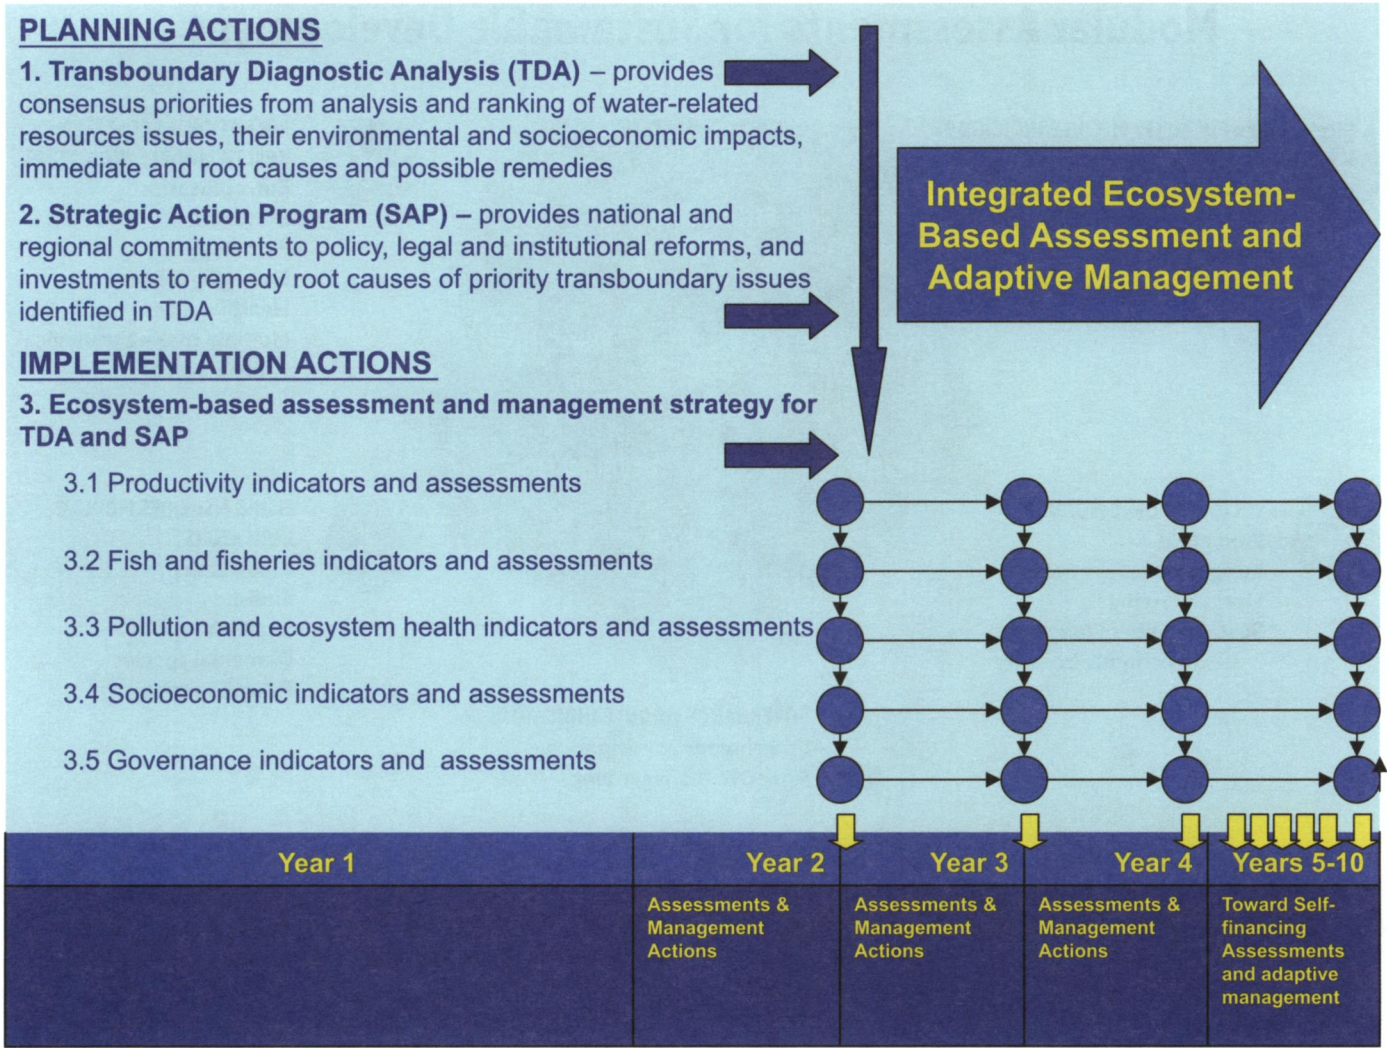 PLANNING ACTIONS
1. Transboundary Diagnostic Analysis (TDA) – provides
consensus priorities from analysis and ranking of water-related
resources issues, their environmental and socioeconomic impacts,
immediate and root causes and possible remedies
2. Strategic Action Program (SAP) – provides national and
regional commitments to policy, legal and institutional reforms, and
investments to remedy root causes of priority transboundary issues
identified in TDA
IMPLEMENTATION ACTIONS
3. Ecosystem-based assessment and management strategy for
TDA and SAP
3.1 Productivity indicators and assessments
3.2 Fish and fisheries indicators and assessments
3.3 Pollution and ecosystem health indicators and assessments
3.4 Socioeconomic indicators and assessments
3.5 Governance indicators and  assessments
Integrated Ecosystem-
Based Assessment and
Adaptive Management
Year 1
Year 2
Year 3
Year 4
Years 5-10
Assessments &
Management
Actions
Assessments &
Management
Actions
Assessments &
Management
Actions
Toward Self-
financing
Assessments
and adaptive
management